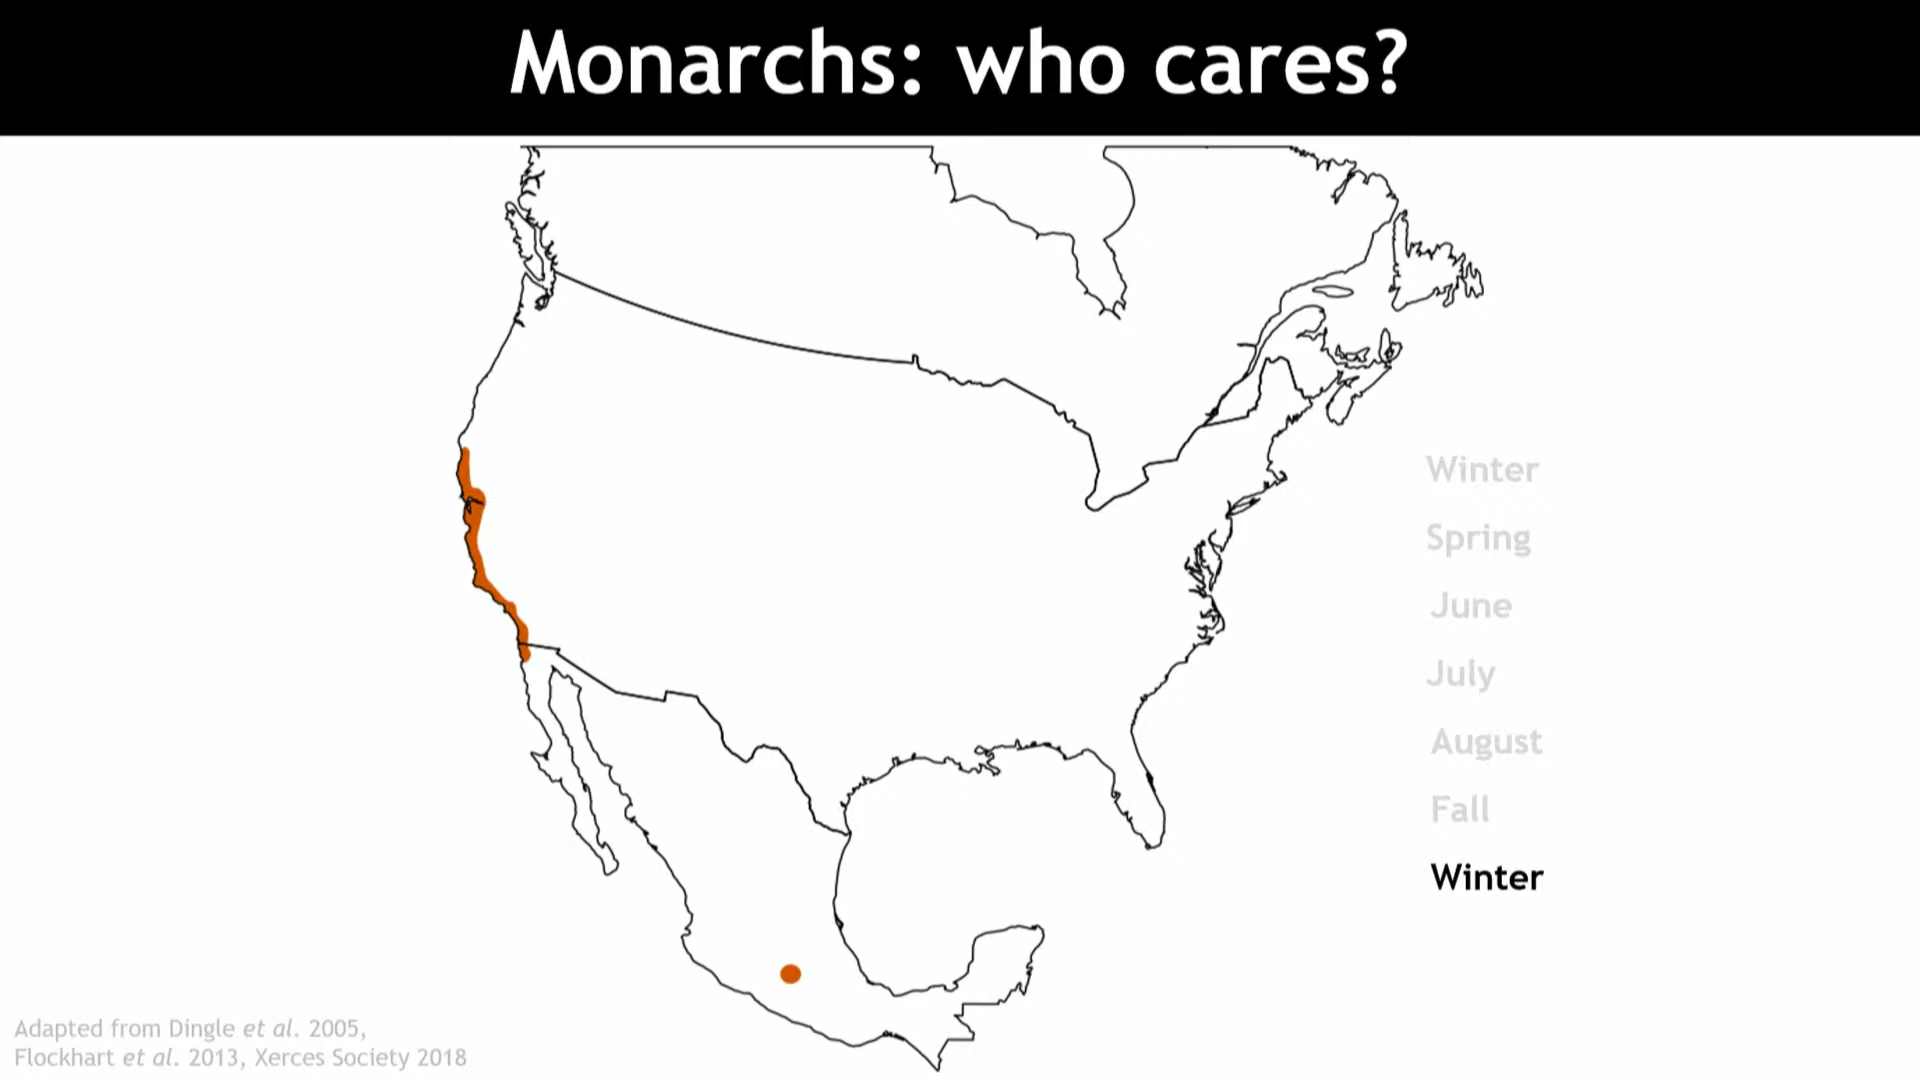 Monarchs: who cares?
Winter
Spring
June
July
August
Fall
Winter
Adapted from Dingle et al. 2005,
Flockhart et al. 2013, Xerces Society 2018